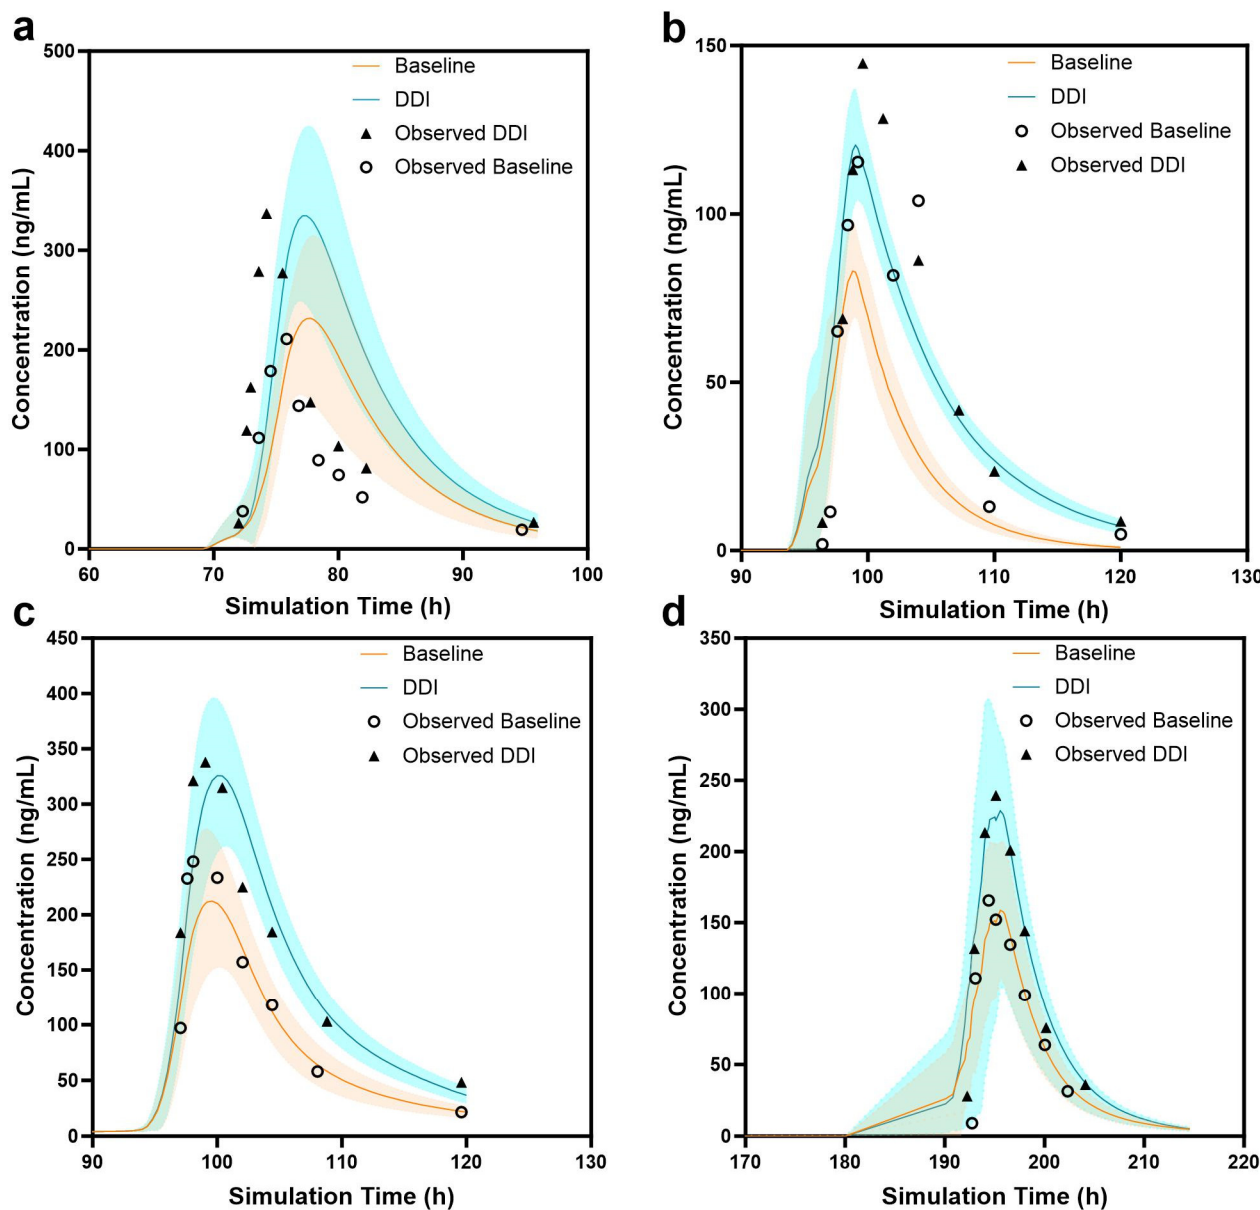 a
500
400
300
200
100
0
60 70 80 90 100
Concentration (ng/mL)
Simulation Time (h)
Baseline
DDI
Observed DDI
Observed Baseline
b
150
100
50
0
90 100 110 120 130
Concentration (ng/mL)
Simulation Time (h)
Baseline
DDI
Observed Baseline
Observed DDI
c
450
400
350
300
250
200
150
100
50
0
90 100 110 120 130
Concentration (ng/mL)
Simulation Time (h)
Baseline
DDI
Observed Baseline
Observed DDI
d
350
300
250
200
150
100
50
0
170 180 190 200 210 220
Concentration (ng/mL)
Simulation Time (h)
Baseline
DDI
Observed Baseline
Observed DDI